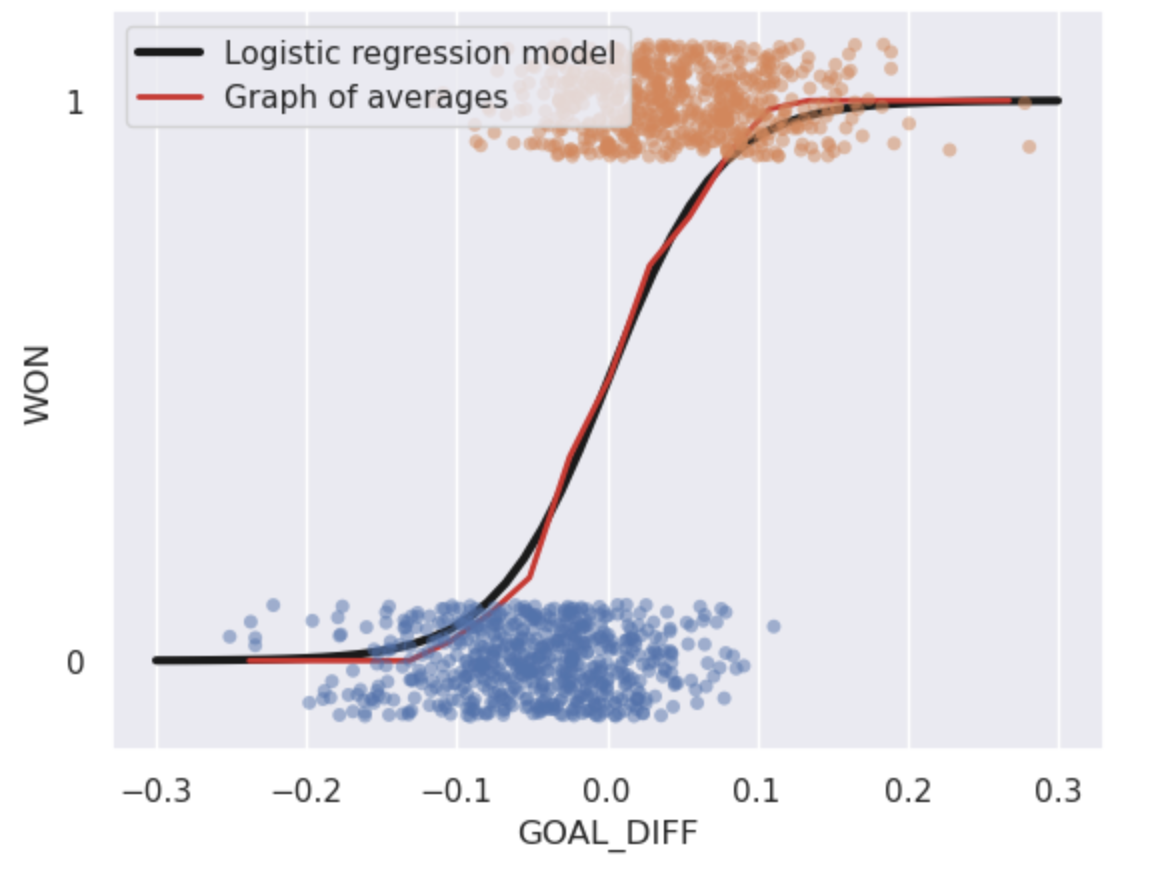 Logistic regression model
Graph of averages
1
WON
0
−0.3 −0.2 −0.1 0.0 0.1 0.2 0.3
GOAL_DIFF